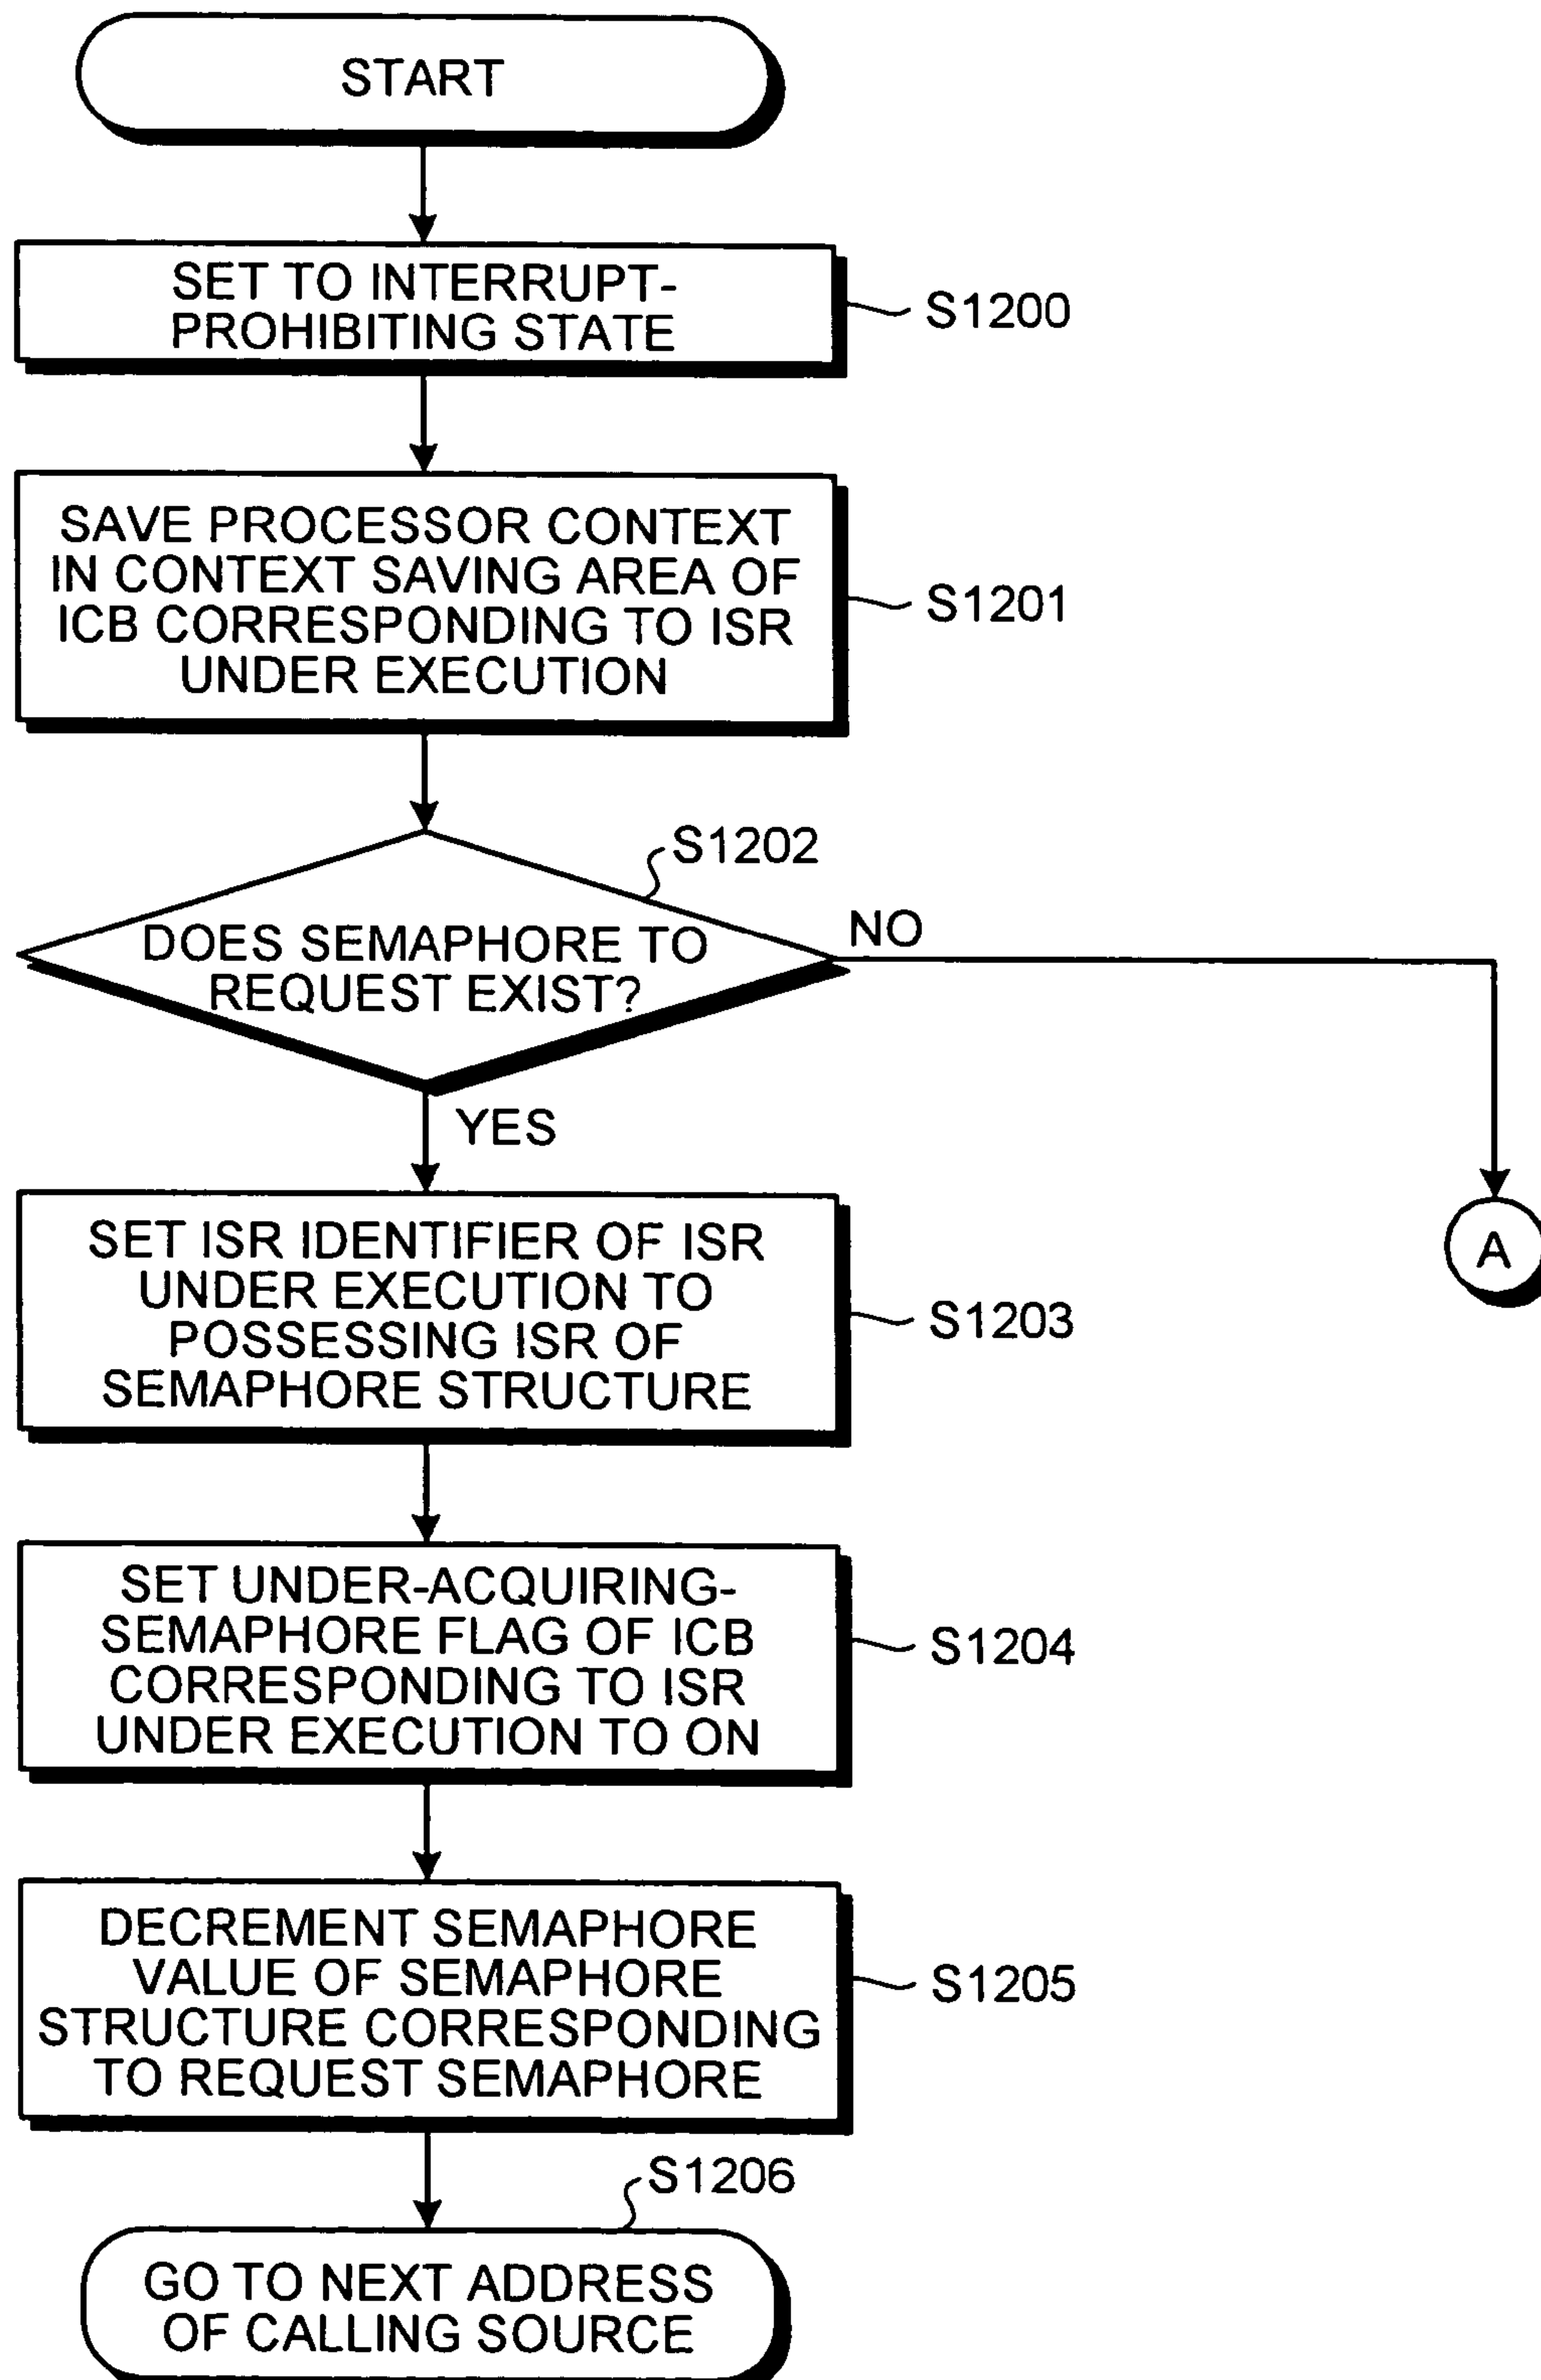 START
SET TO INTERRUPT-
PROHIBITING STATE
S1200
SAVE PROCESSOR CONTEXT
IN CONTEXT SAVING AREA OF
ICB CORRESPONDING TO ISR
UNDER EXECUTION
S1201
S1202
DOES SEMAPHORE TO
REQUEST EXIST?
NO
YES
A
SET ISR IDENTIFIER OF ISR
UNDER EXECUTION TO
POSSESSING ISR OF
SEMAPHORE STRUCTURE
S1203
SET UNDER-ACQUIRING-
SEMAPHORE FLAG OF ICB
CORRESPONDING TO ISR
UNDER EXECUTION TO ON
S1204
DECREMENT SEMAPHORE
VALUE OF SEMAPHORE
STRUCTURE CORRESPONDING
TO REQUEST SEMAPHORE
S1205
S1206
GO TO NEXT ADDRESS
OF CALLING SOURCE